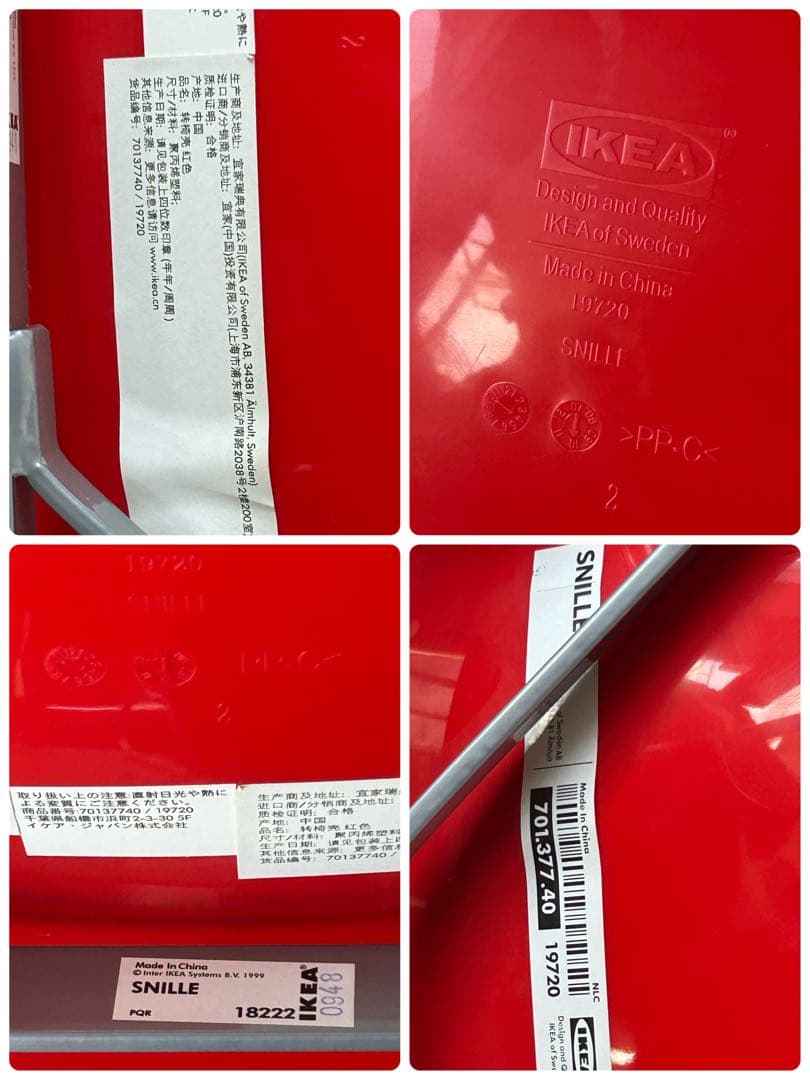 や熱に
生产商及地址: 宜家瑞典有限公司(IKEA of Sweden AB, 34381 Älmhult, Sweden)
进口商/分销商及地址: 宜家(中国)投资有限公司(上海市浦东新区沪南路2038号2楼200室)
质检证明: 合格
产地: 中国
品名: 转椅壳 红色
尺寸/材料: 聚丙烯塑料;
生产日期: 请见包装上四位数印章 (年年/周周)
其他信息来源: 更多信息请访问 www.ikea.cn
货品编号: 70137740 / 19720
2
IKEA®
Design and Quality
IKEA of Sweden
Made in China
19720
SNILLE
>PP-C<
2
19720
SNILLE
PP-C<
2
取り扱い上の注意:直射日光や熱に
よる変質にご注意ください。
商品番号:70137740 / 19720
千葉県船橋市浜町2-3-30 5F
イケア・ジャパン株式会社
生产商及地址: 宜家瑞
进口商/分销商及地址:
质检证明: 合格
产地: 中国
品名: 转椅壳 红色
尺寸/材料: 聚丙烯塑料
生产日期: 请见包装上
其他信息来源: 更多信息
货品编号: 70137740 /
Made in China
© Inter IKEA Systems B.V. 1999
SNILLE
PQR
18222
IKEA®
0948
SNILLE
of Sweden AB
Älmhult
Made in China
701.377.40
19720
NLC
Design and Q
IKEA of Swe
IKE